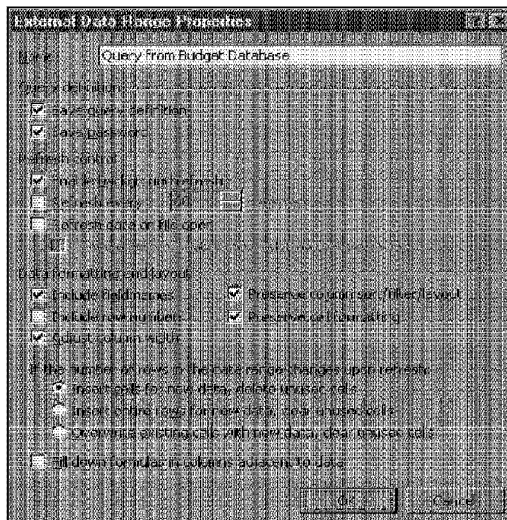 External Data Range Properties
Name:
Query from Budget Database
Query definition
Save query definition
Save password
Refresh control
Enable background refresh
Refresh every
Refresh data on file open
Data formatting and layout
Include field names
Preserve column sort/filter/layout
Include row numbers
Preserve cell formatting
Adjust column width
If the number of rows in the data range changes upon refresh:
Insert cells for new data, delete unused cells
Insert entire rows for new data, clear unused cells
Overwrite existing cells with new data, clear unused cells
Fill down formulas in columns adjacent to data
OK
Cancel